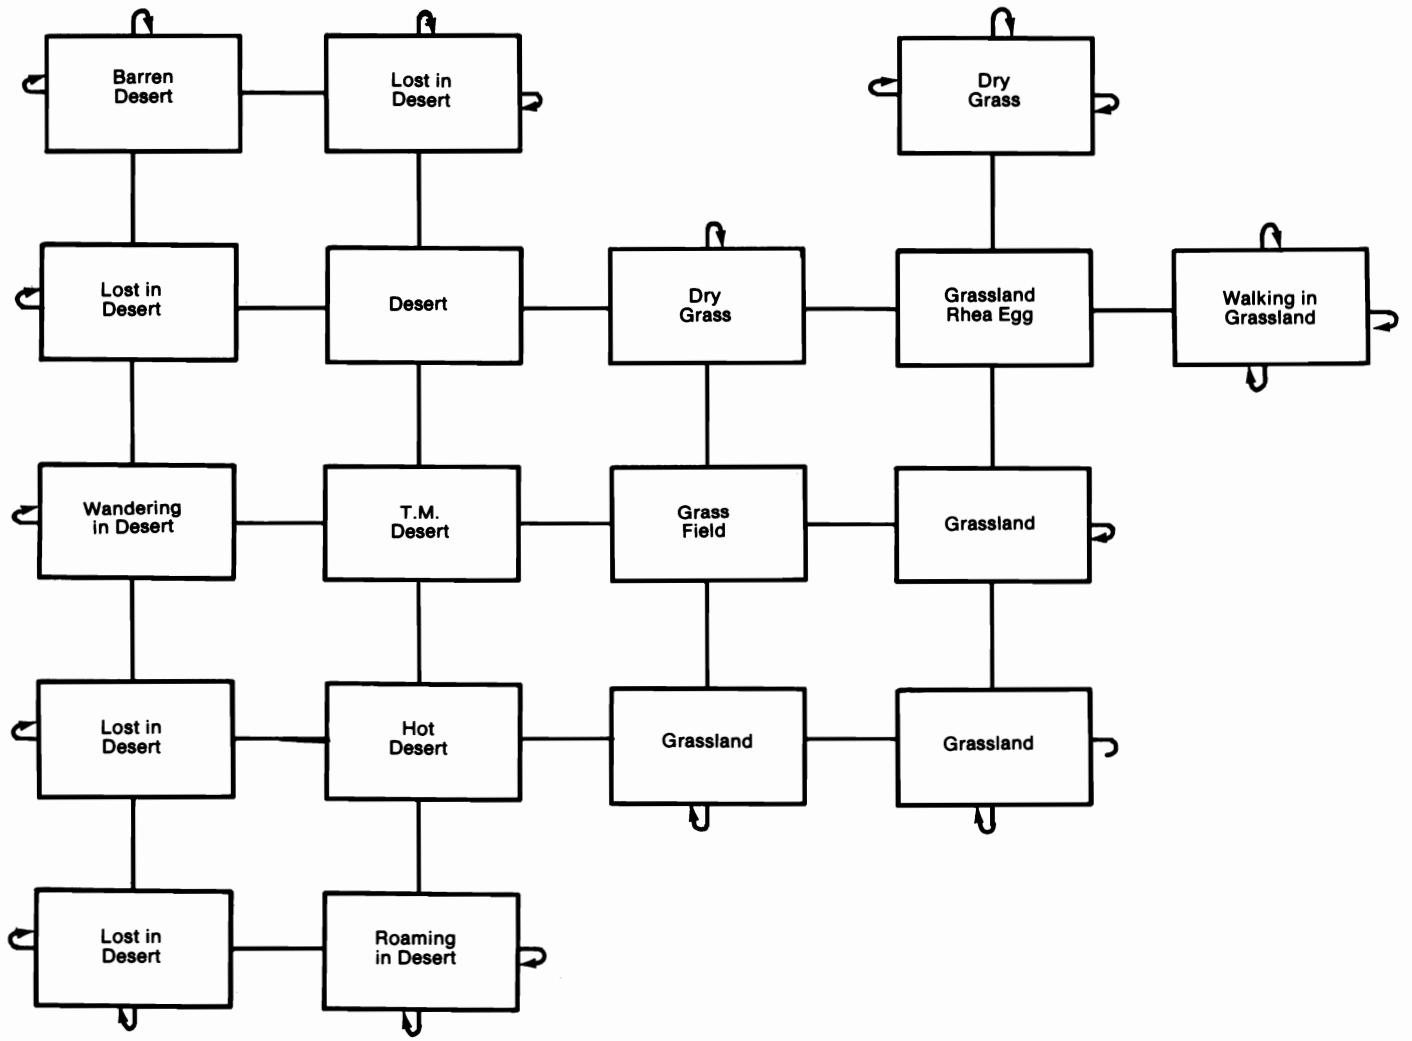 Barren
Desert
Lost in
Desert
Dry
Grass
Lost in
Desert
Desert
Dry
Grass
Grassland
Rhea Egg
Walking in
Grassland
Wandering
in Desert
T.M.
Desert
Grass
Field
Grassland
Lost in
Desert
Hot
Desert
Grassland
Grassland
Lost in
Desert
Roaming
in Desert